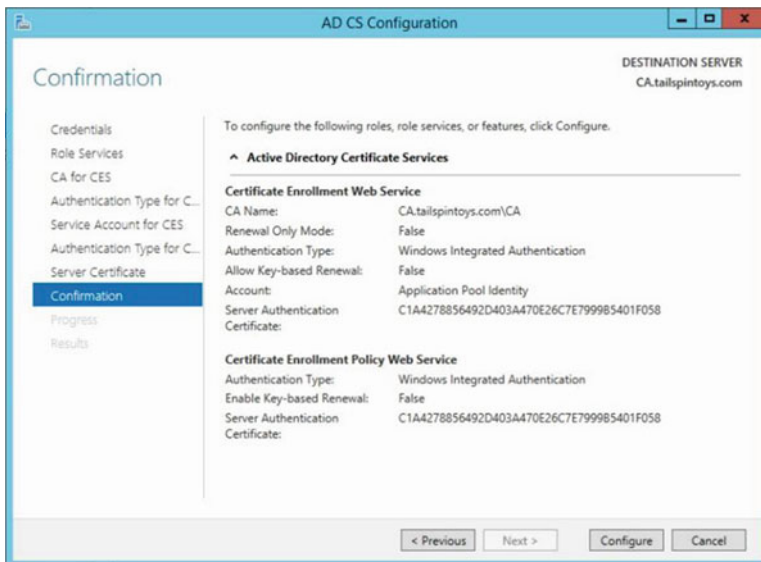 AD CS Configuration
Confirmation
DESTINATION SERVER
CA.tailspintoys.com
Credentials
Role Services
CA for CES
Authentication Type for C...
Service Account for CES
Authentication Type for C...
Server Certificate
Confirmation
Progress
Results
To configure the following roles, role services, or features, click Configure.
Active Directory Certificate Services
Certificate Enrollment Web Service
CA Name: CA.tailspintoys.com\CA
Renewal Only Mode: False
Authentication Type: Windows Integrated Authentication
Allow Key-based Renewal: False
Account: Application Pool Identity
Server Authentication C1A4278856492D403A470E26C7E7999B5401F058
Certificate:
Certificate Enrollment Policy Web Service
Authentication Type: Windows Integrated Authentication
Enable Key-based Renewal: False
Server Authentication C1A4278856492D403A470E26C7E7999B5401F058
Certificate:
< Previous Next > Configure Cancel